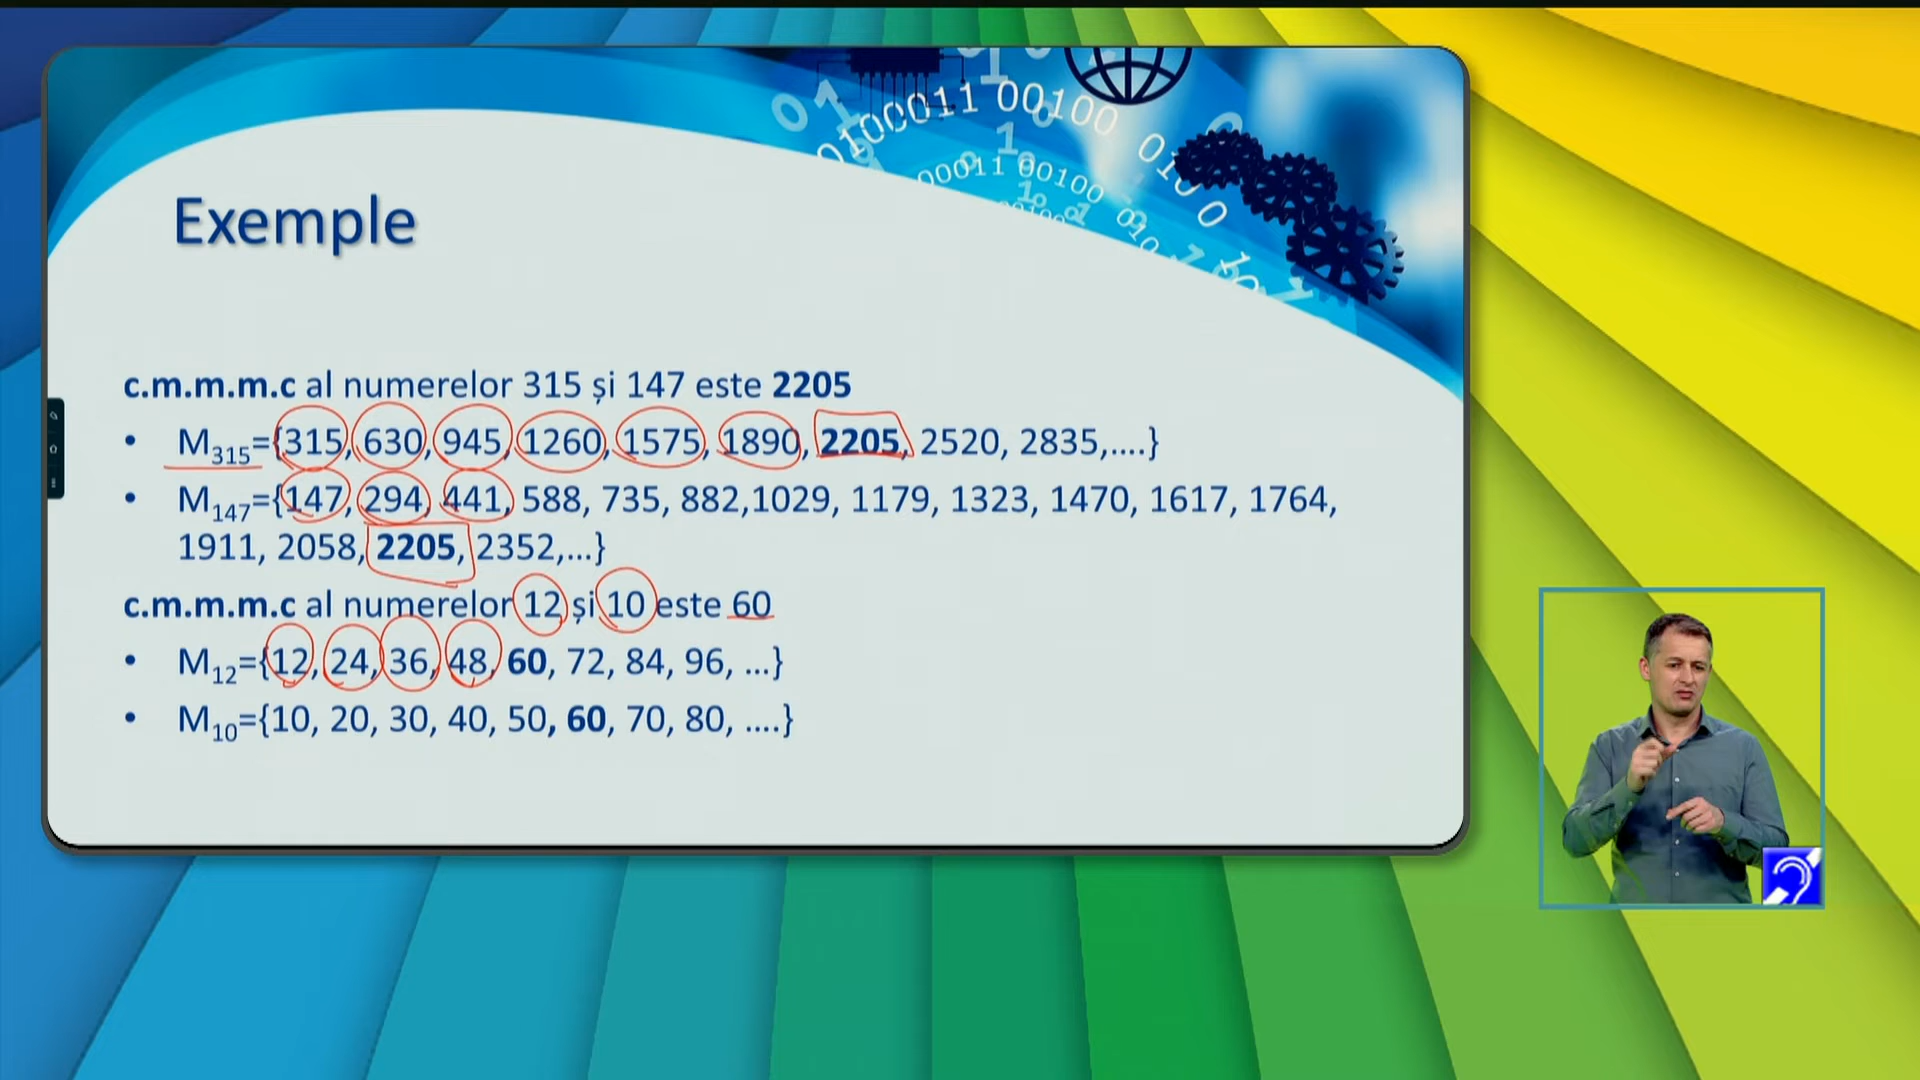 Exemple
c.m.m.m.c al numerelor 315 și 147 este 2205
• M315={315, 630, 945, 1260, 1575, 1890, 2205, 2520, 2835,....}
• M147={147, 294, 441, 588, 735, 882,1029, 1179, 1323, 1470, 1617, 1764,
1911, 2058, 2205, 2352,...}
c.m.m.m.c al numerelor 12 și 10 este 60
• M12={12, 24, 36, 48, 60, 72, 84, 96, ...}
• M10={10, 20, 30, 40, 50, 60, 70, 80, ....}